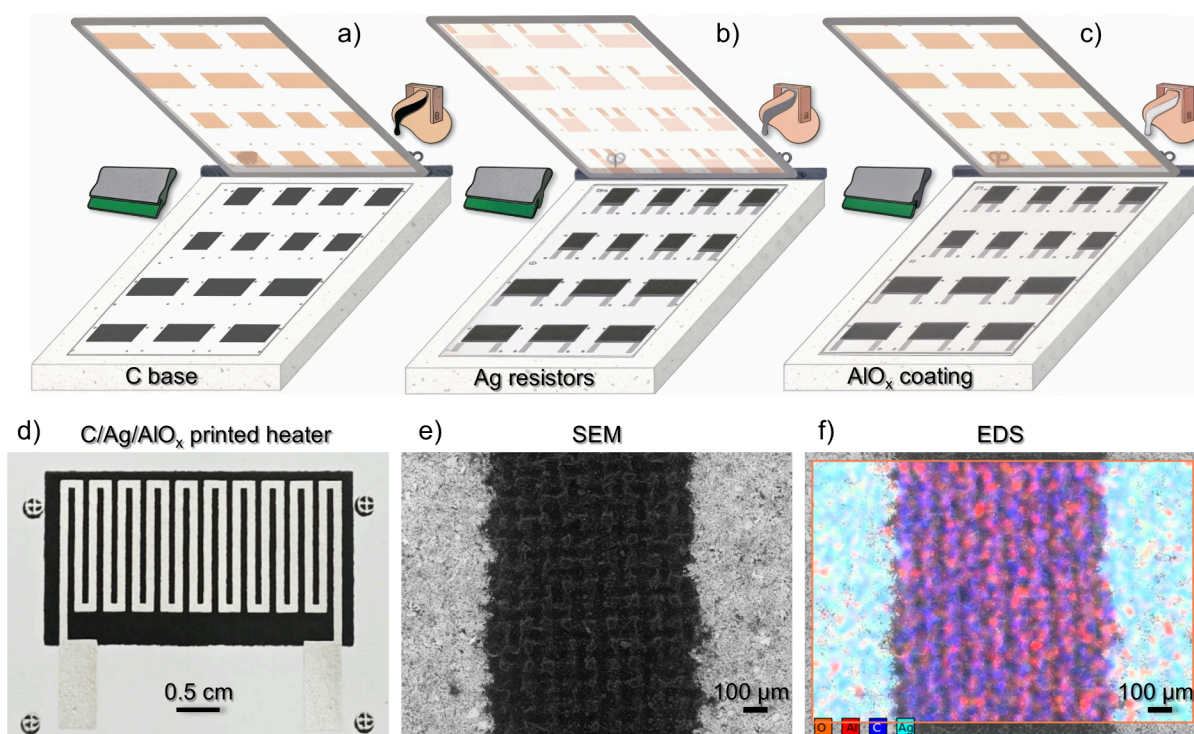 a)
b)
c)
C base
Ag resistors
AlOₓ coating
d)
C/Ag/AlOₓ printed heater
e)
SEM
f)
EDS
0.5 cm
100 µm
100 µm
O Al C Ag